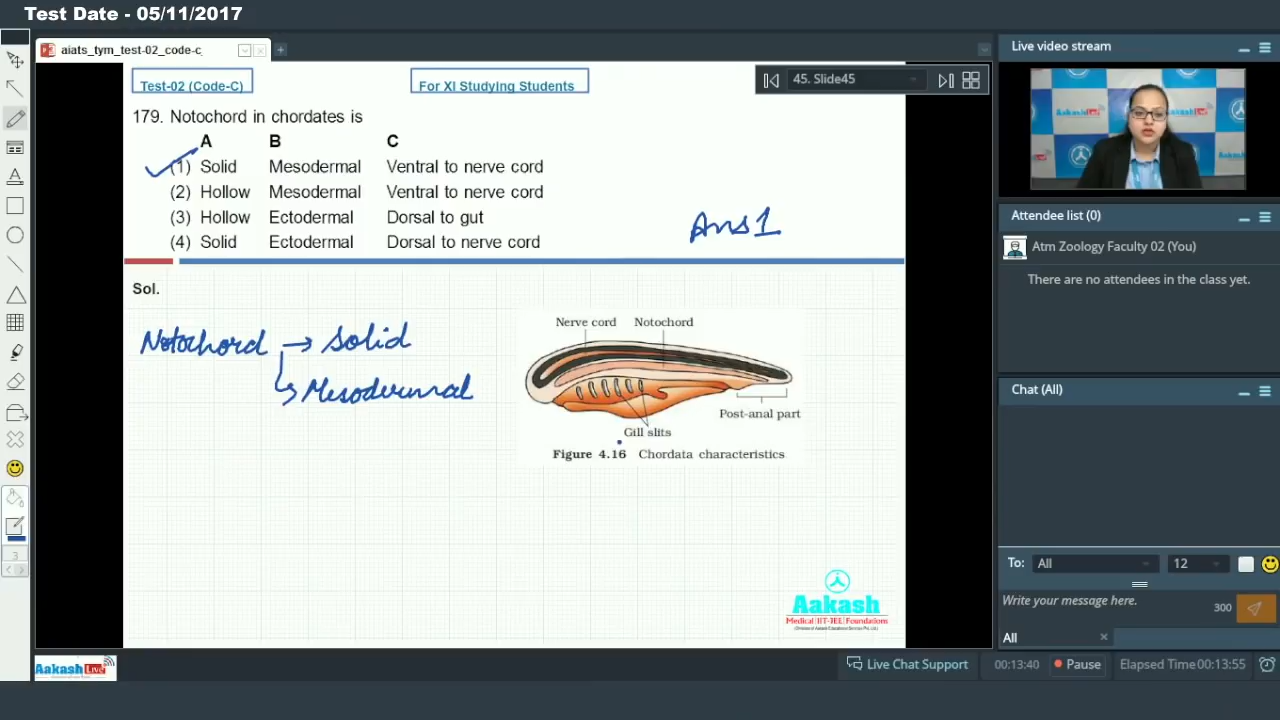 Test Date - 05/11/2017
aiats_tym_test-02_code-c
Live video stream
Test-02 (Code-C)
For XI Studying Students
45. Slide45
179. Notochord in chordates is
A B C
(1) Solid Mesodermal Ventral to nerve cord
(2) Hollow Mesodermal Ventral to nerve cord
(3) Hollow Ectodermal Dorsal to gut
(4) Solid Ectodermal Dorsal to nerve cord
Ans 1
Attendee list (0)
Atm Zoology Faculty 02 (You)
There are no attendees in the class yet.
Sol.
Notochord → Solid
↳ Mesodermal
Nerve cord Notochord
Post-anal part
Gill slits
Figure 4.16 Chordata characteristics
Chat (All)
To: All 12
Write your message here.
300
All
Aakash
Medical|IIT-JEE|Foundations
3
Aakash Live
Live Chat Support
00:13:40
Pause
Elapsed Time 00:13:55